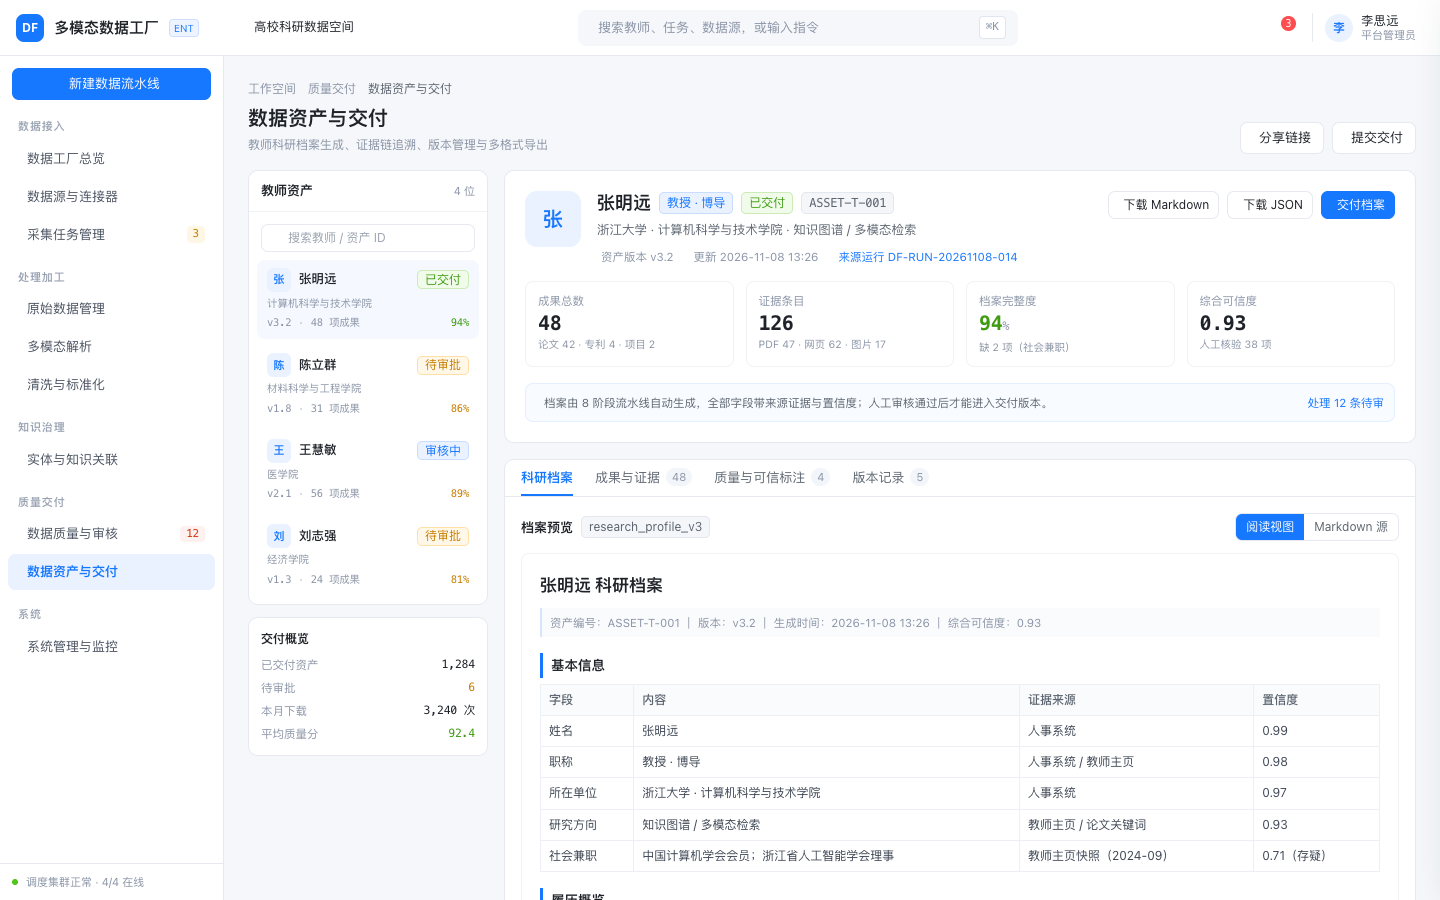 DF 多模态数据工厂 ENT 高校科研数据空间 搜索教师、任务、数据源，或输入指令 ⌘K 3 李 李思远
平台管理员
新建数据流水线
数据接入
数据工厂总览
数据源与连接器
采集任务管理 3
处理加工
原始数据管理
多模态解析
清洗与标准化
知识治理
实体与知识关联
质量交付
数据质量与审核 12
数据资产与交付
系统
系统管理与监控
调度集群正常 · 4/4 在线
工作空间 质量交付 数据资产与交付
数据资产与交付
教师科研档案生成、证据链追溯、版本管理与多格式导出
分享链接 提交交付
教师资产 4 位
搜索教师 / 资产 ID
张 张明远 已交付
计算机科学与技术学院
v3.2 · 48 项成果 94%
陈 陈立群 待审批
材料科学与工程学院
v1.8 · 31 项成果 86%
王 王慧敏 审核中
医学院
v2.1 · 56 项成果 89%
刘 刘志强 待审批
经济学院
v1.3 · 24 项成果 81%
交付概览
已交付资产 1,284
待审批 6
本月下载 3,240 次
平均质量分 92.4
张 张明远 教授 · 博导 已交付 ASSET-T-001
浙江大学 · 计算机科学与技术学院 · 知识图谱 / 多模态检索
资产版本 v3.2 更新 2026-11-08 13:26 来源运行 DF-RUN-20261108-014
下载 Markdown 下载 JSON 交付档案
成果总数
48
论文 42 · 专利 4 · 项目 2
证据条目
126
PDF 47 · 网页 62 · 图片 17
档案完整度
94%
缺 2 项（社会兼职）
综合可信度
0.93
人工核验 38 项
档案由 8 阶段流水线自动生成，全部字段带来源证据与置信度；人工审核通过后才能进入交付版本。 处理 12 条待审
科研档案 成果与证据 48 质量与可信标注 4 版本记录 5
档案预览 research_profile_v3 阅读视图 Markdown 源
张明远 科研档案
资产编号：ASSET-T-001 | 版本：v3.2 | 生成时间：2026-11-08 13:26 | 综合可信度：0.93
基本信息
字段 内容 证据来源 置信度
姓名 张明远 人事系统 0.99
职称 教授 · 博导 人事系统 / 教师主页 0.98
所在单位 浙江大学 · 计算机科学与技术学院 人事系统 0.97
研究方向 知识图谱 / 多模态检索 教师主页 / 论文关键词 0.93
社会兼职 中国计算机学会会员；浙江省人工智能学会理事 教师主页快照（2024-09） 0.71（存疑）
履历概览